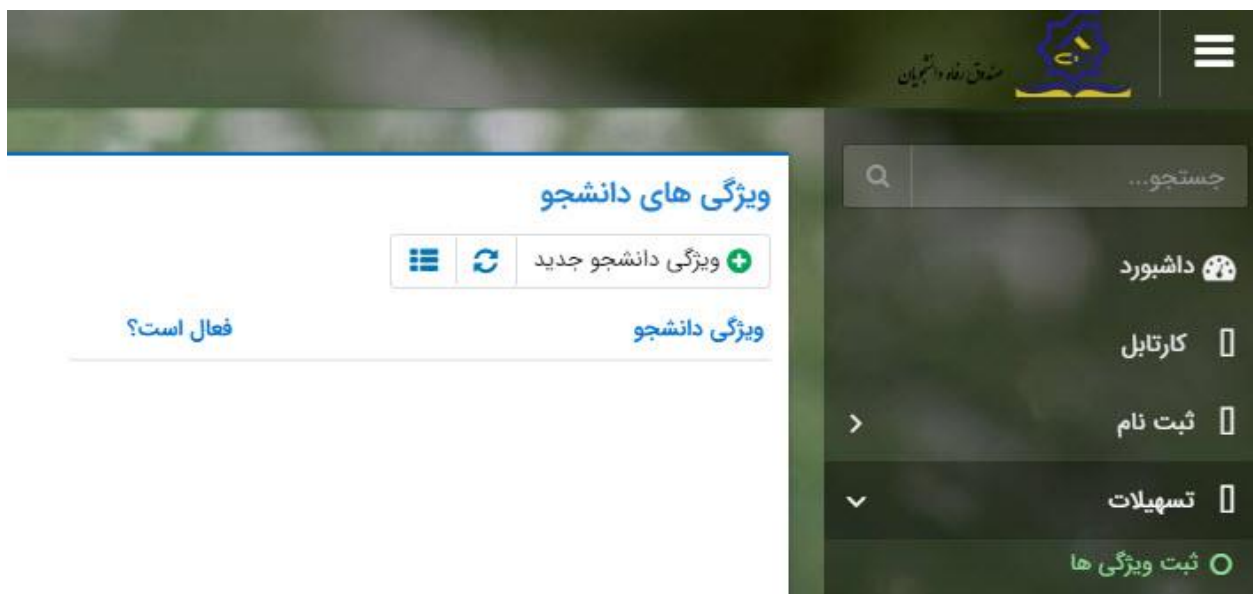 صندوق رفاه دانشجویان
جستجو...
داشبورد
کارتابل
ثبت نام
تسهیلات
ثبت ویژگی ها
ویژگی های دانشجو
ویژگی دانشجو جدید
ویژگی دانشجو فعال است؟